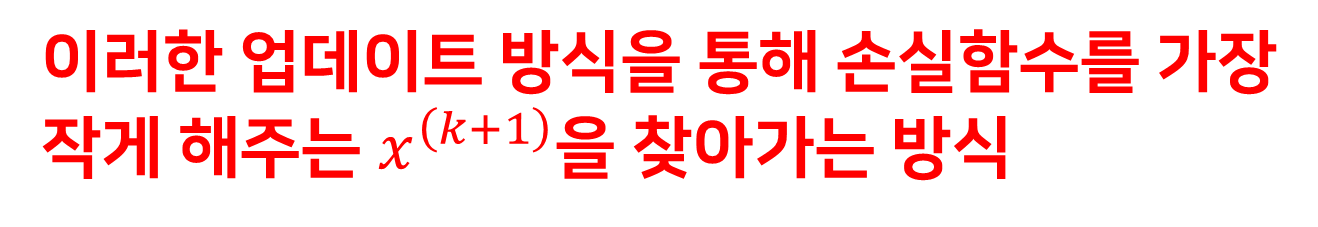 이러한 업데이트 방식을 통해 손실함수를 가장
작게 해주는 $x^{(k+1)}$을 찾아가는 방식